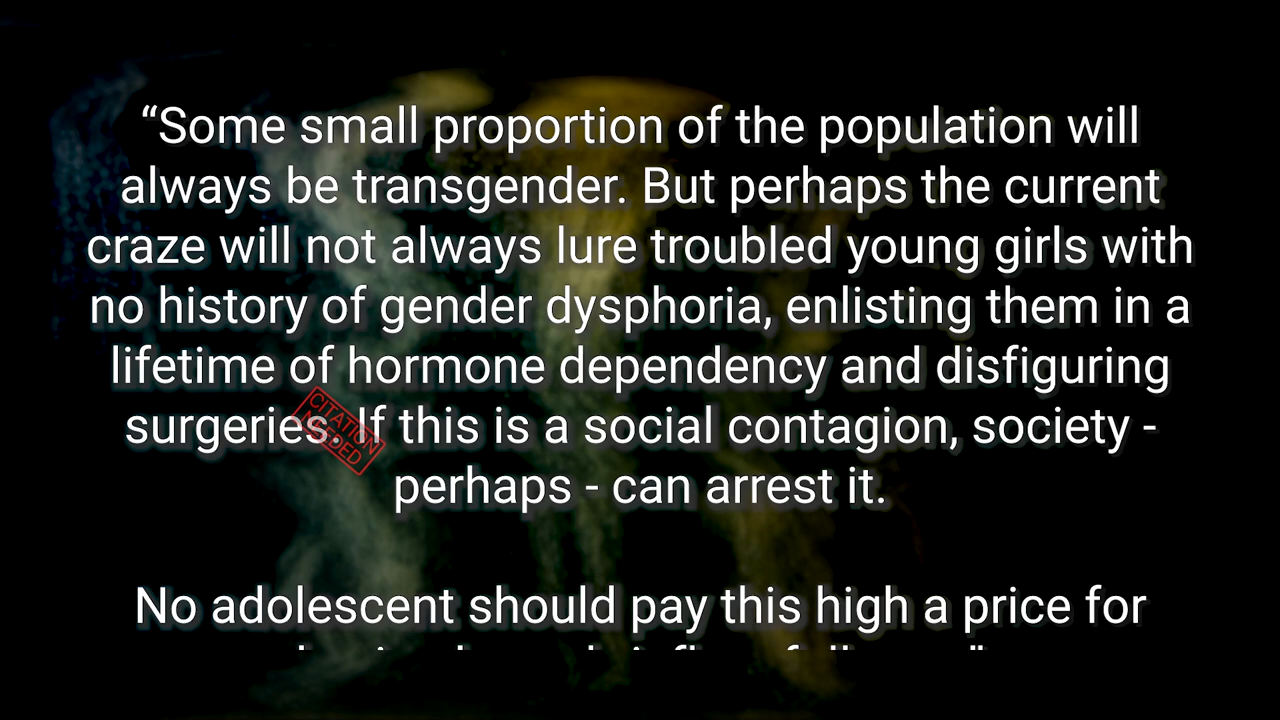 “Some small proportion of the population will
always be transgender. But perhaps the current
craze will not always lure troubled young girls with
no history of gender dysphoria, enlisting them in a
lifetime of hormone dependency and disfiguring
surgeries. If this is a social contagion, society -
perhaps - can arrest it.
CITATION
NEEDED
No adolescent should pay this high a price for